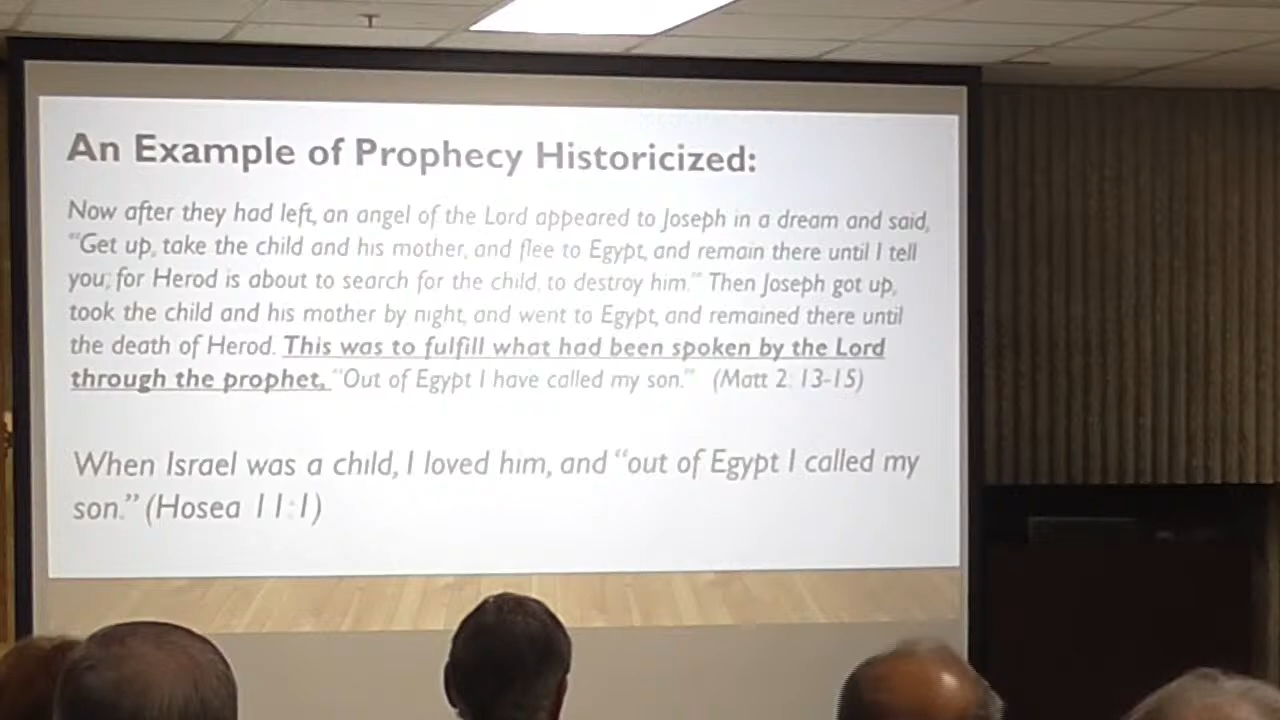 An Example of Prophecy Historicized:
Now after they had left, an angel of the Lord appeared to Joseph in a dream and said,
"Get up, take the child and his mother, and flee to Egypt, and remain there until I tell
you; for Herod is about to search for the child, to destroy him." Then Joseph got up,
took the child and his mother by night, and went to Egypt, and remained there until
the death of Herod. This was to fulfill what had been spoken by the Lord
through the prophet, "Out of Egypt I have called my son." (Matt 2: 13-15)
When Israel was a child, I loved him, and "out of Egypt I called my
son." (Hosea 11:1)